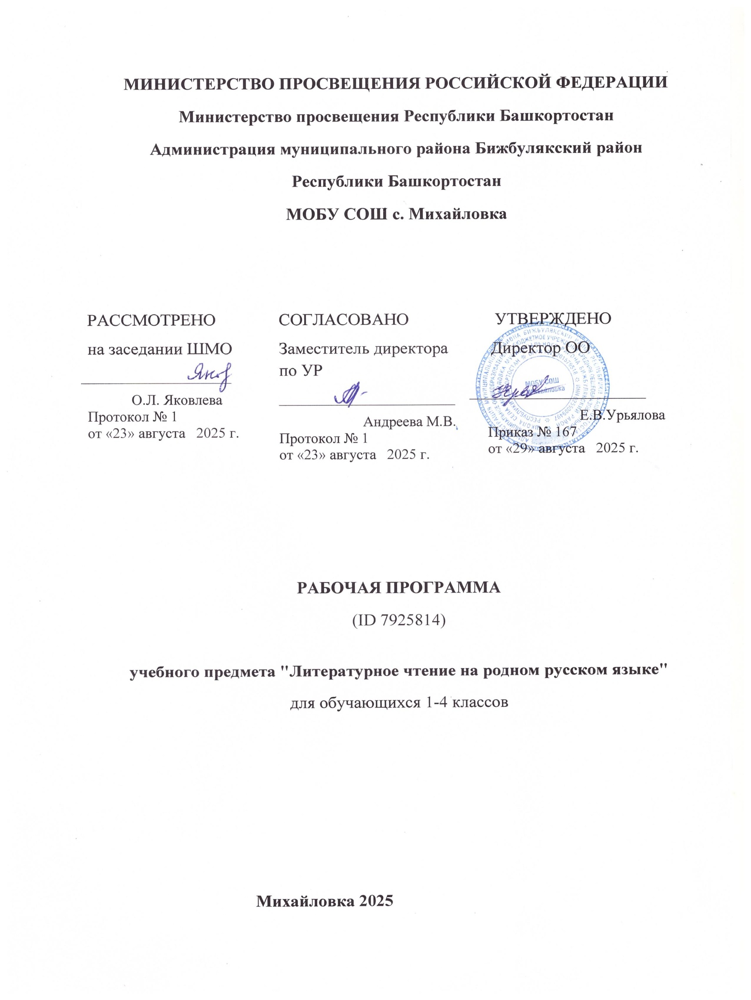 МИНИСТЕРСТВО ПРОСВЕЩЕНИЯ РОССИЙСКОЙ ФЕДЕРАЦИИ
Министерство просвещения Республики Башкортостан
Администрация муниципального района Бижбулякский район
Республики Башкортостан
МОБУ СОШ с. Михайловка
РАССМОТРЕНО
на заседании ШМО
О.Л. Яковлева
Протокол № 1
от «23» августа 2025 г.
СОГЛАСОВАНО
Заместитель директора
по УР
Андреева М.В.
Протокол № 1
от «23» августа 2025 г.
УТВЕРЖДЕНО
Директор ОО
МОБУ СОШ
Михайловка
Е.В.Урьялова
Приказ № 167
от «29» августа 2025 г.
РАБОЧАЯ ПРОГРАММА
(ID 7925814)
учебного предмета "Литературное чтение на родном русском языке"
для обучающихся 1-4 классов
Михайловка 2025